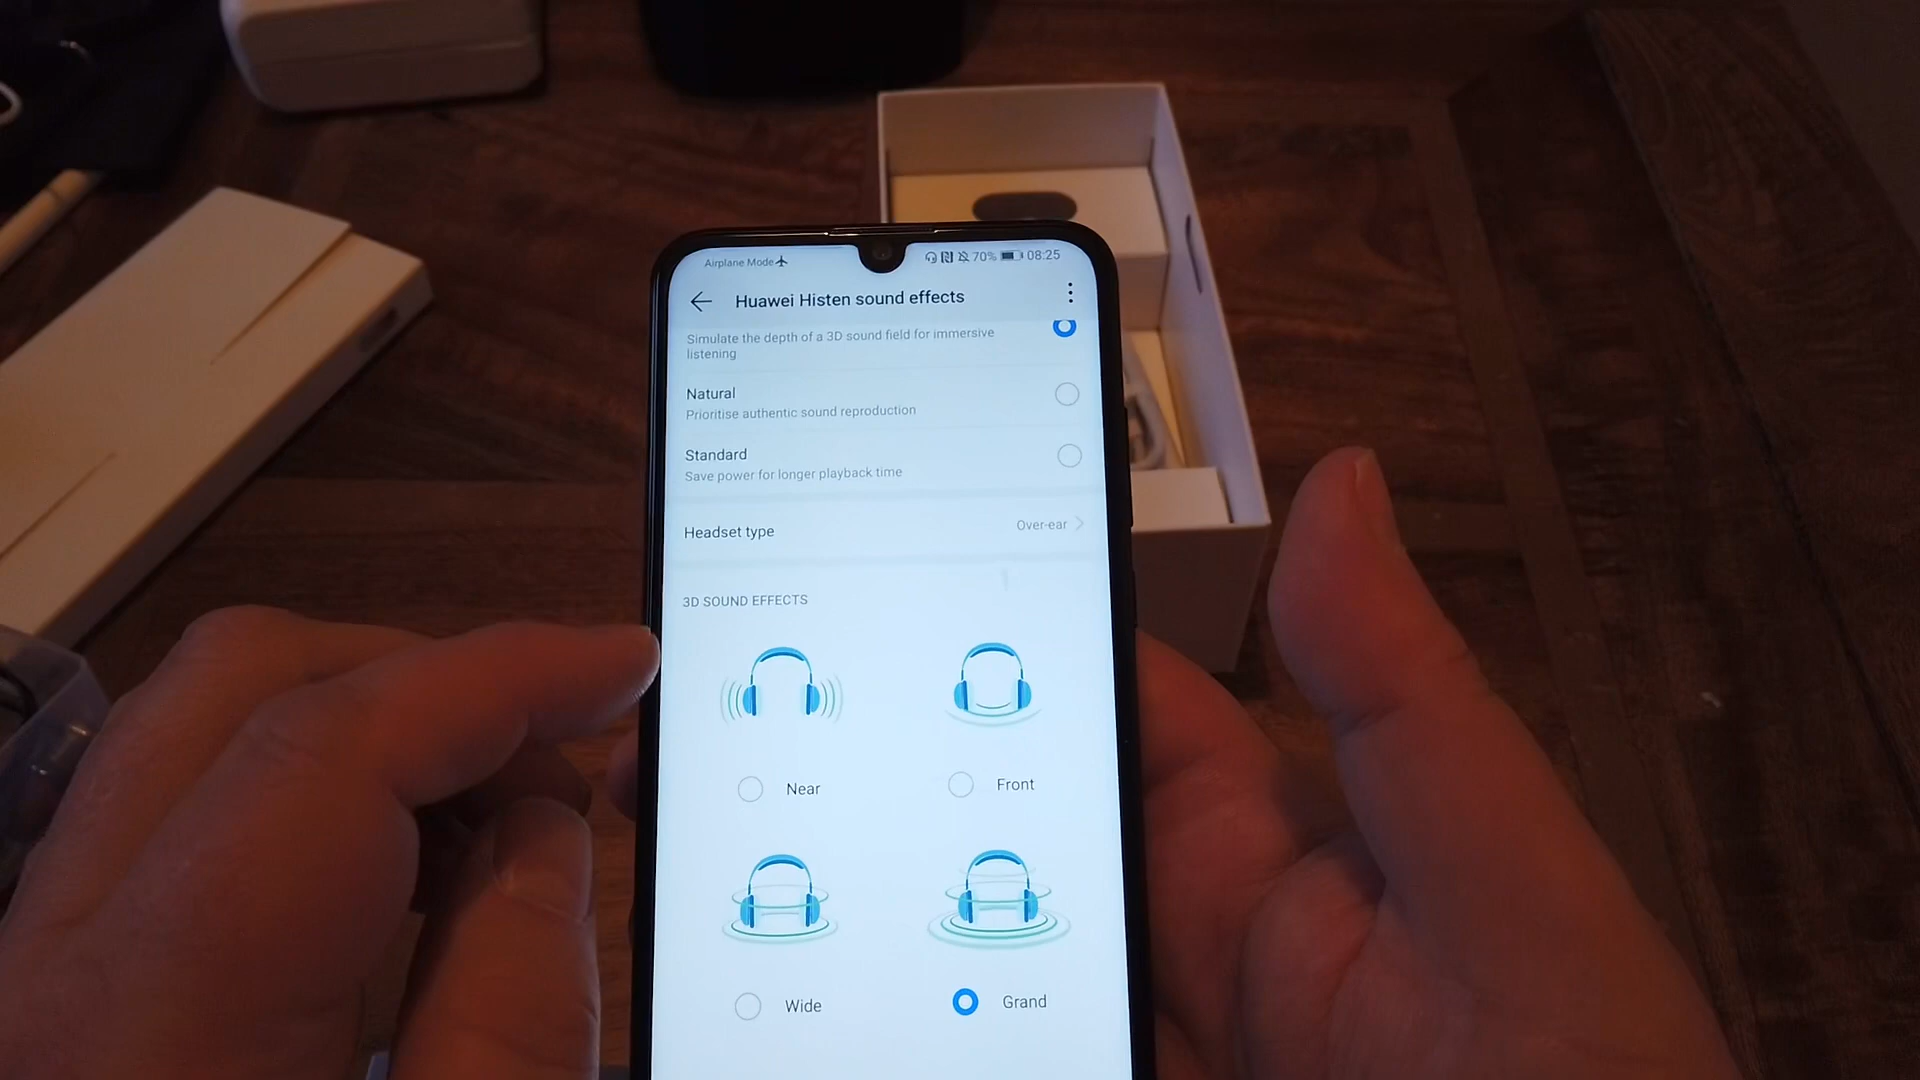 Airplane Mode
70%
08:25
Huawei Histen sound effects
Simulate the depth of a 3D sound field for immersive
listening
Natural
Prioritise authentic sound reproduction
Standard
Save power for longer playback time
Headset type
Over-ear
3D SOUND EFFECTS
Near
Front
Wide
Grand